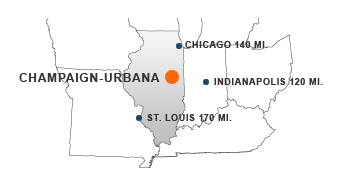 CHICAGO 140 MI.
CHAMPAIGN-URBANA
INDIANAPOLIS 120 MI.
ST. LOUIS 170 MI.